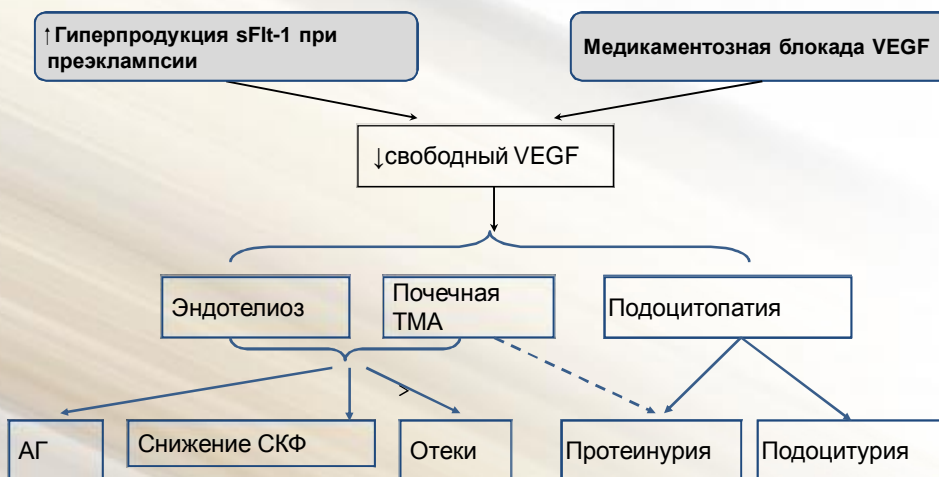 ↑Гиперпродукция sFlt-1 при
преэклампсии
Медикаментозная блокада VEGF
↓свободный VEGF
Эндотелиоз
Почечная
ТМА
Подоцитопатия
АГ
Снижение СКФ
Отеки
Протеинурия
Подоцитурия